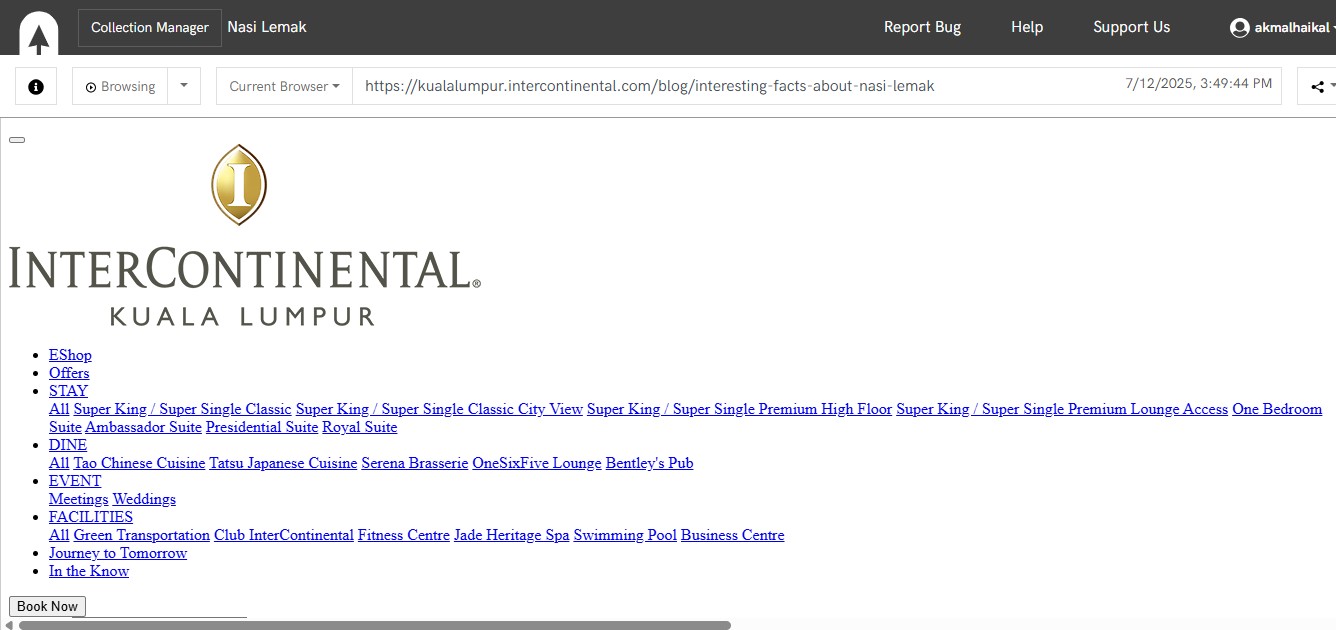 Collection Manager Nasi Lemak Report Bug Help Support Us akmalhaikal
Browsing Current Browser https://kualalumpur.intercontinental.com/blog/interesting-facts-about-nasi-lemak 7/12/2025, 3:49:44 PM
I
INTERCONTINENTAL®
KUALA LUMPUR
EShop
Offers
STAY
All Super King / Super Single Classic Super King / Super Single Classic City View Super King / Super Single Premium High Floor Super King / Super Single Premium Lounge Access One Bedroom
Suite Ambassador Suite Presidential Suite Royal Suite
DINE
All Tao Chinese Cuisine Tatsu Japanese Cuisine Serena Brasserie OneSixFive Lounge Bentley's Pub
EVENT
Meetings Weddings
FACILITIES
All Green Transportation Club InterContinental Fitness Centre Jade Heritage Spa Swimming Pool Business Centre
Journey to Tomorrow
In the Know
Book Now